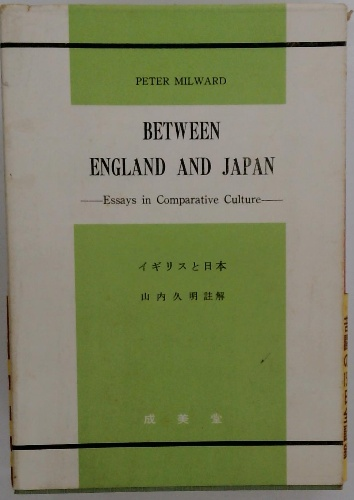 PETER MILWARD
BETWEEN
ENGLAND AND JAPAN
—Essays in Comparative Culture—
イギリスと日本
山内久明註解
成美堂